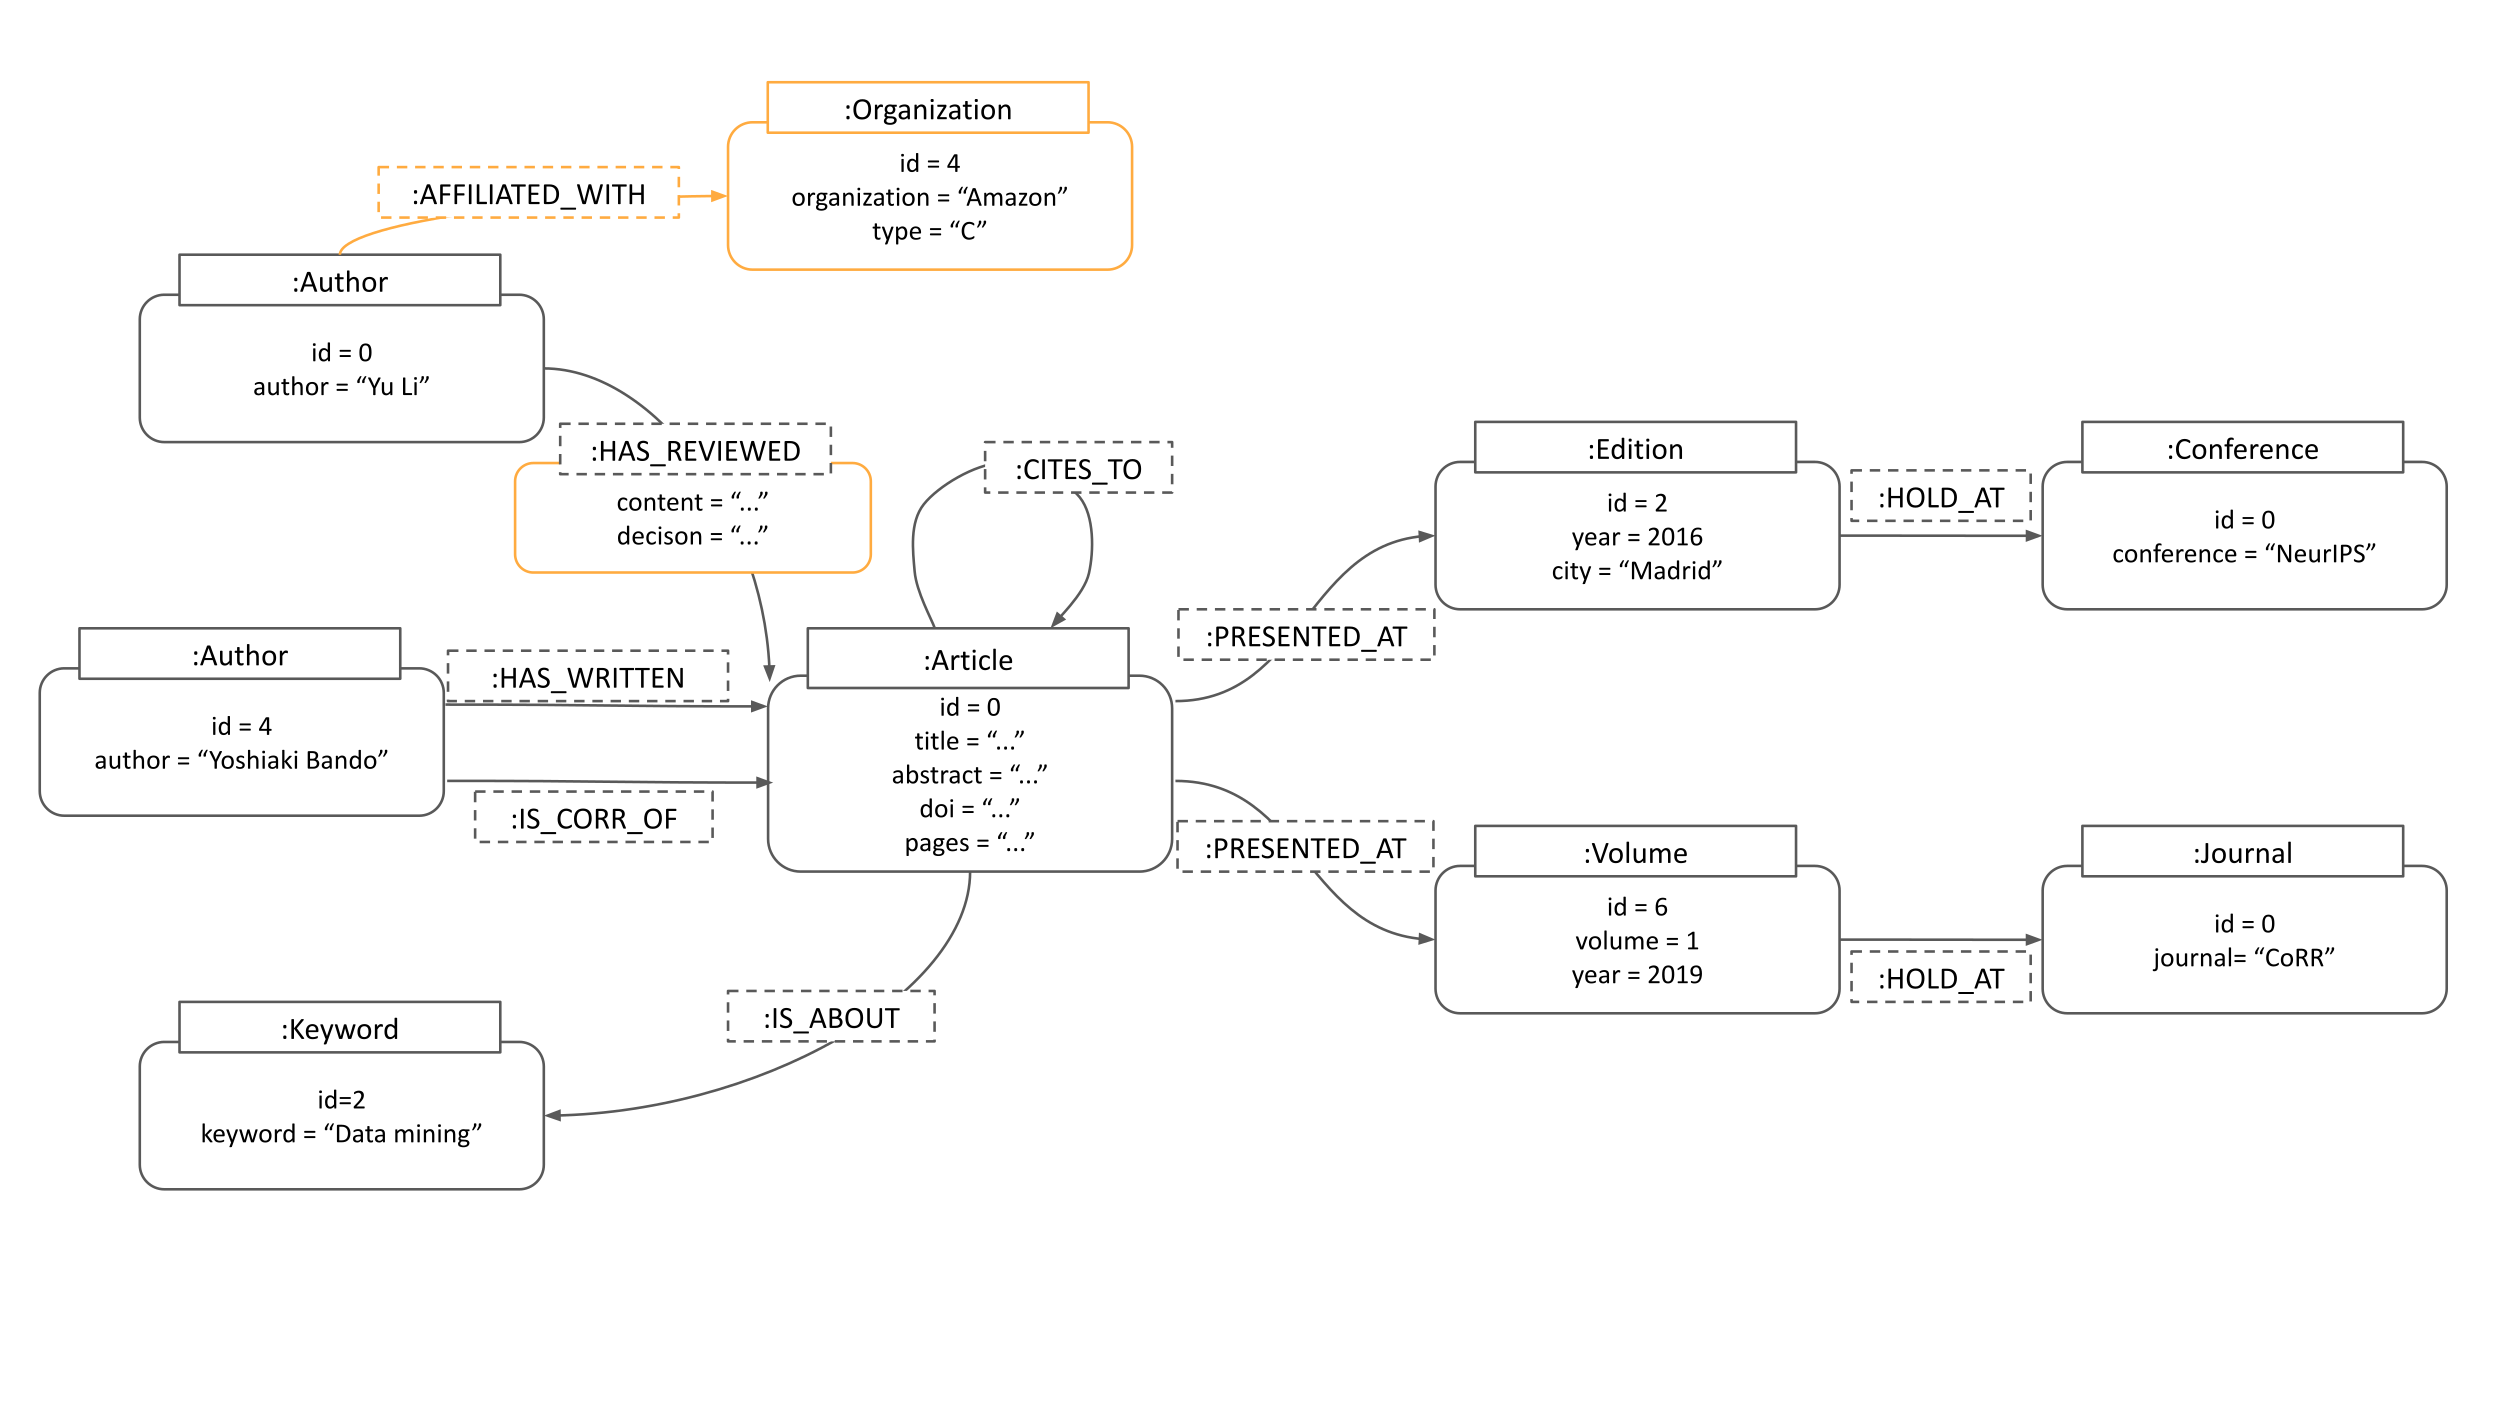 :Organization
id = 4
organization = “Amazon”
type = “C”
:AFFILIATED_WITH
:Author
id = 0
author = “Yu Li”
:HAS_REVIEWED
content = “...”
decison = “...”
:CITES_TO
:Edition
id = 2
year = 2016
city = “Madrid”
:HOLD_AT
:Conference
id = 0
conference = “NeurIPS”
:PRESENTED_AT
:Author
id = 4
author = “Yoshiaki Bando”
:HAS_WRITTEN
:IS_CORR_OF
:Article
id = 0
title = “...”
abstract = “...”
doi = “...”
pages = “...”
:PRESENTED_AT
:Volume
id = 6
volume = 1
year = 2019
:HOLD_AT
:Journal
id = 0
journal= “CoRR”
:IS_ABOUT
:Keyword
id=2
keyword = “Data mining”